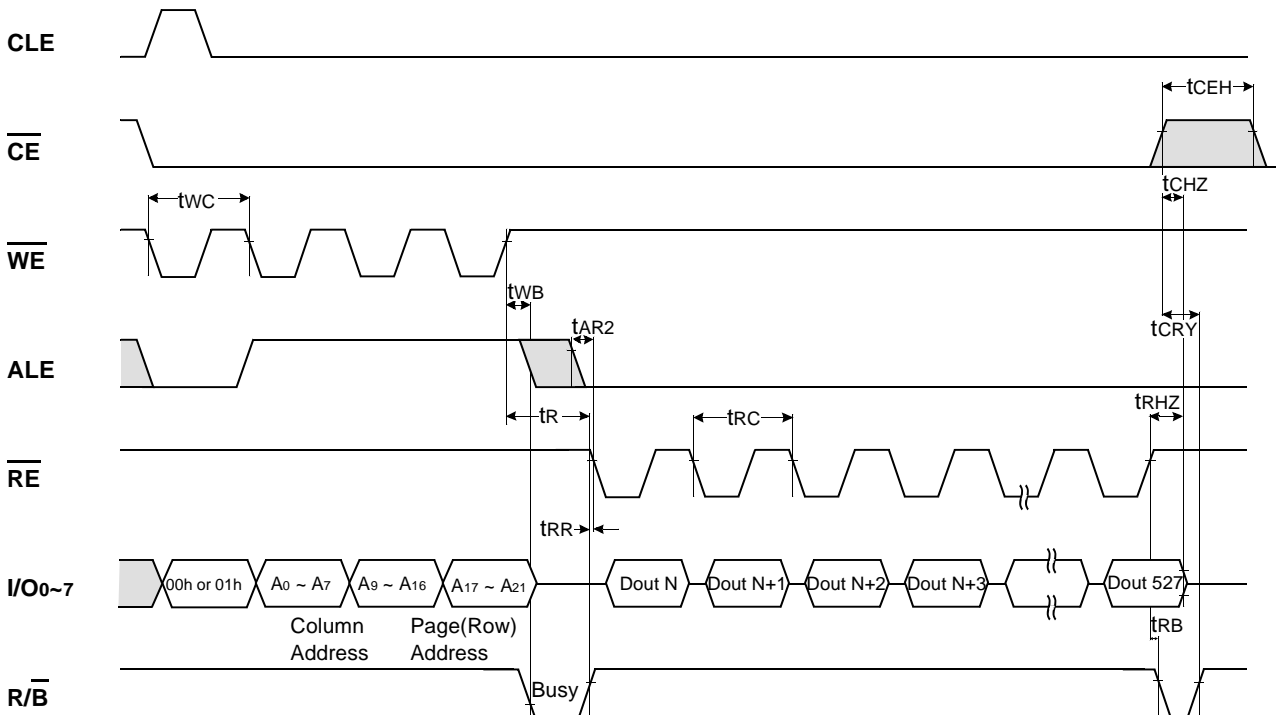 CLE
tCEH
CE
tCHZ
tWC
WE
tWB
tAR2
tCRY
ALE
tRHZ
tR
tRC
RE
tRR
I/O0~7
00h or 01h
A0 ~ A7
A9 ~ A16
A17 ~ A21
Dout N
Dout N+1
Dout N+2
Dout N+3
Dout 527
Column
Address
Page(Row)
Address
tRB
R/B
Busy